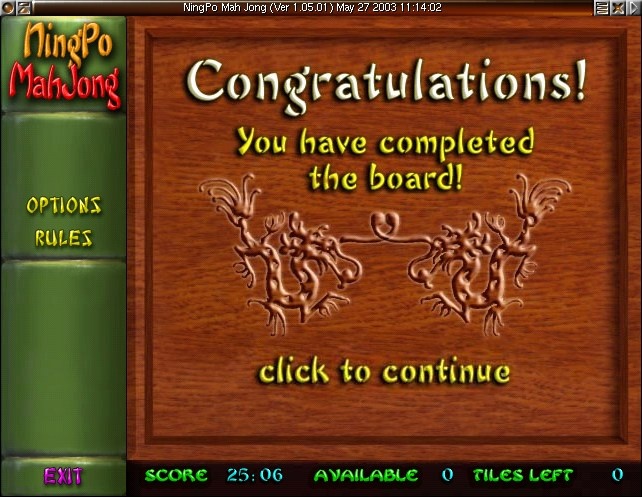 NingPo Mah Jong (Ver 1.05.01) May 27 2003 11:14:02
NingPo
MahJong
Congratulations!
You have completed
the board!
OPTIONS
RULES
click to continue
EXIT
SCORE 25:06 AVAILABLE 0 TILES LEFT 0